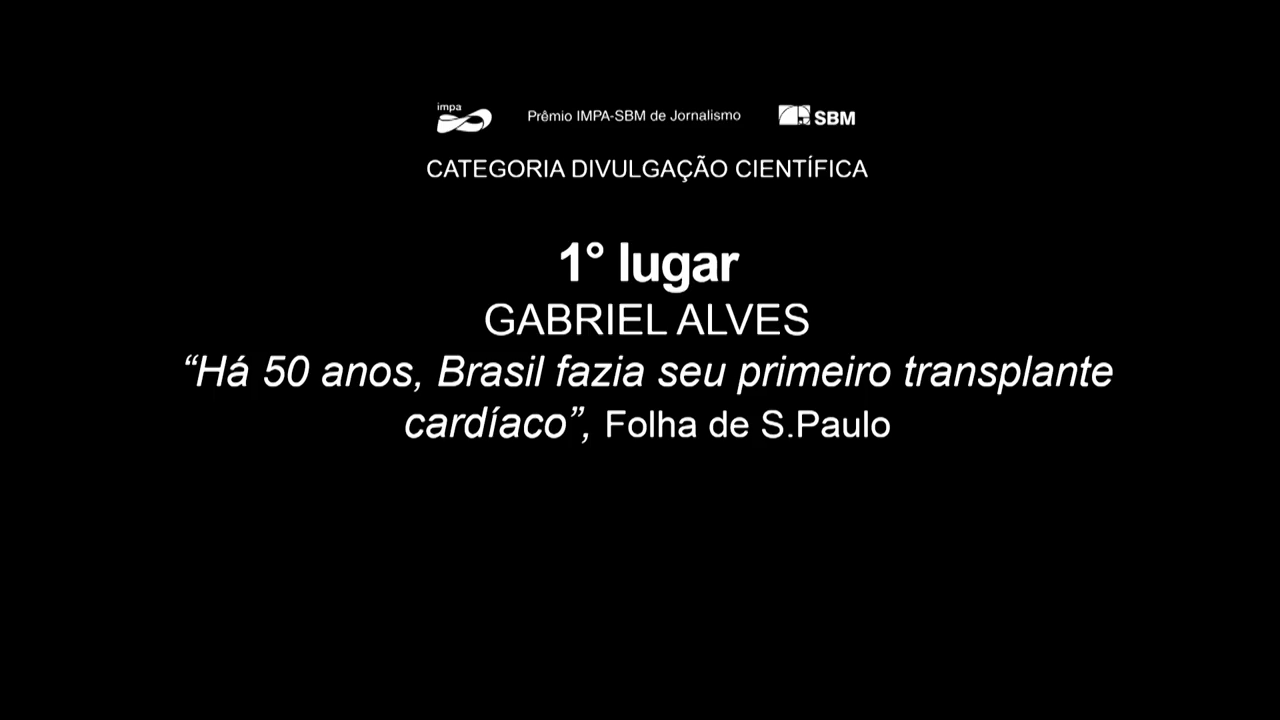 impa
Prêmio IMPA-SBM de Jornalismo
SBM
CATEGORIA DIVULGAÇÃO CIENTÍFICA
1° lugar
GABRIEL ALVES
“Há 50 anos, Brasil fazia seu primeiro transplante
cardíaco”, Folha de S.Paulo